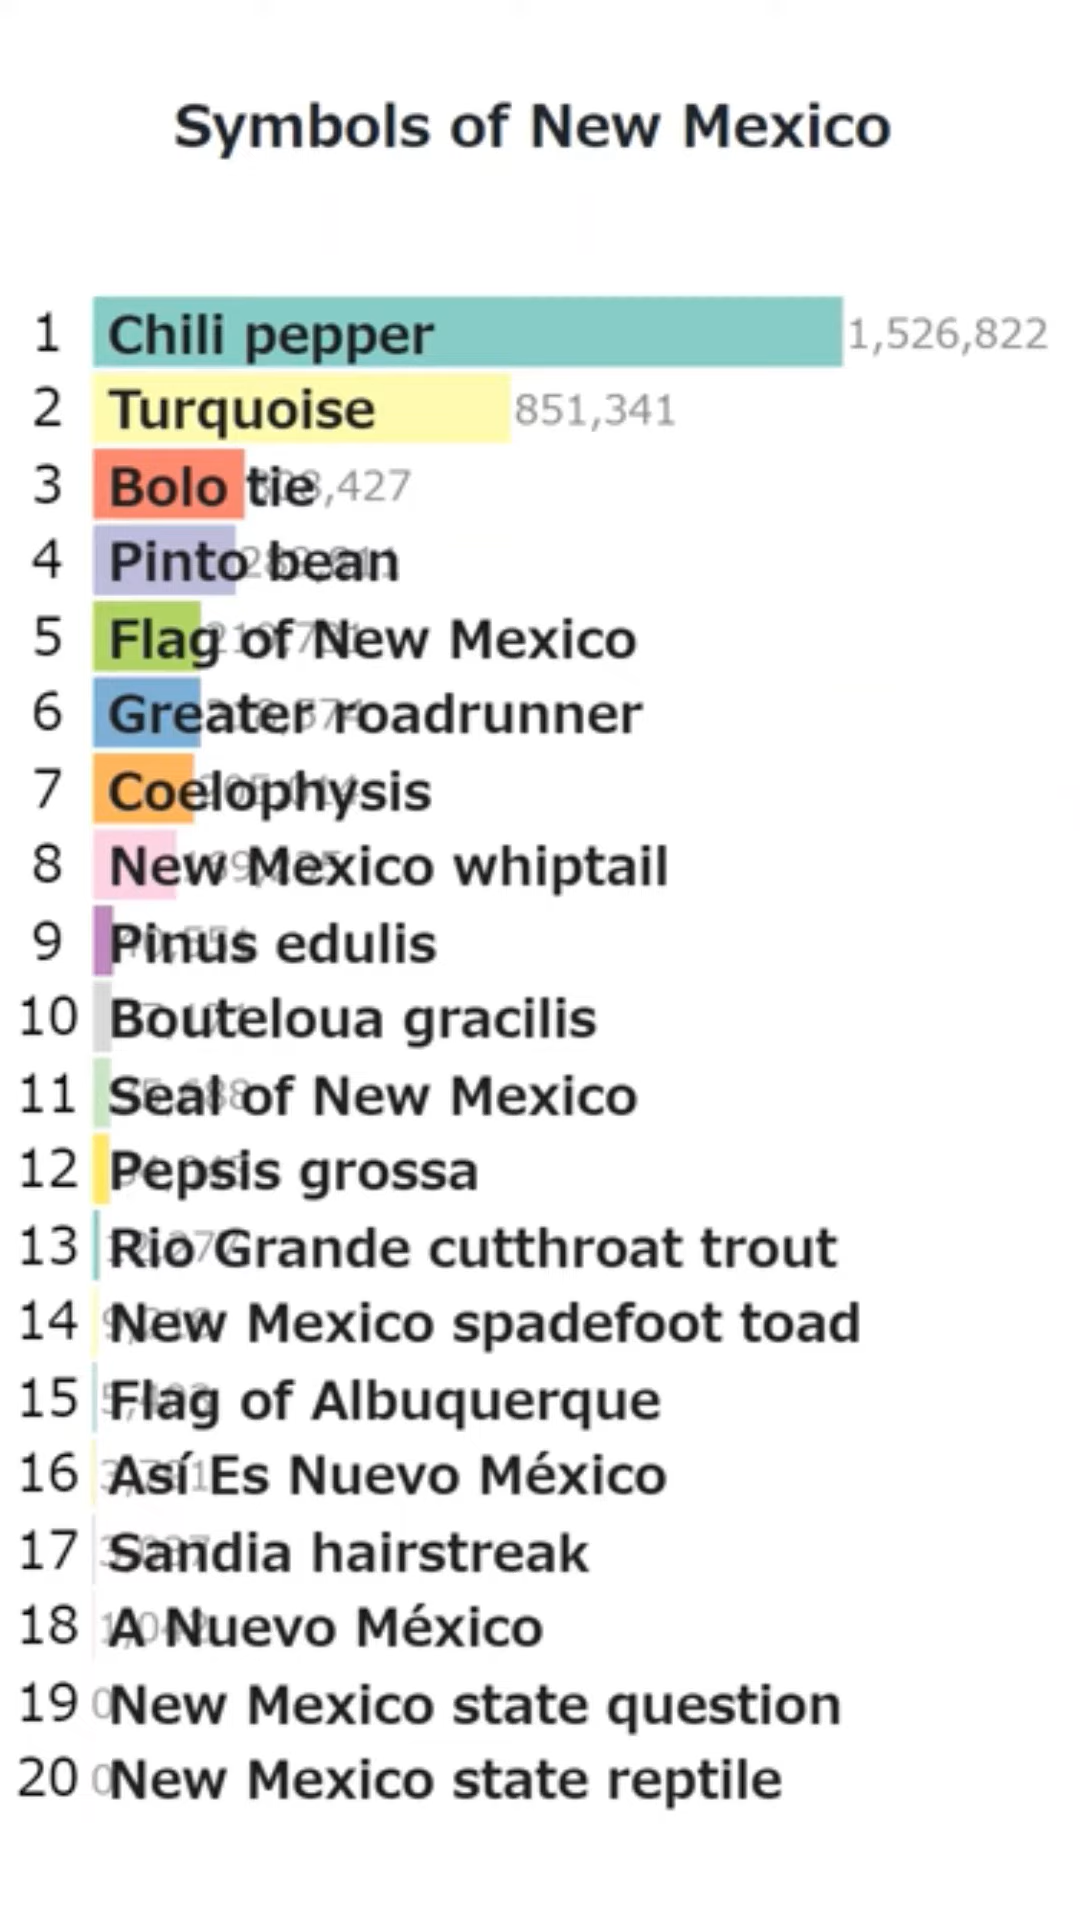 Symbols of New Mexico
1 Chili pepper 1,526,822
2 Turquoise 851,341
3 Bolo tie
4 Pinto bean
5 Flag of New Mexico
6 Greater roadrunner
7 Coelophysis
8 New Mexico whiptail
9 Pinus edulis
10 Bouteloua gracilis
11 Seal of New Mexico
12 Pepsis grossa
13 Rio Grande cutthroat trout
14 New Mexico spadefoot toad
15 Flag of Albuquerque
16 Así Es Nuevo México
17 Sandia hairstreak
18 A Nuevo México
19 0 New Mexico state question
20 0 New Mexico state reptile